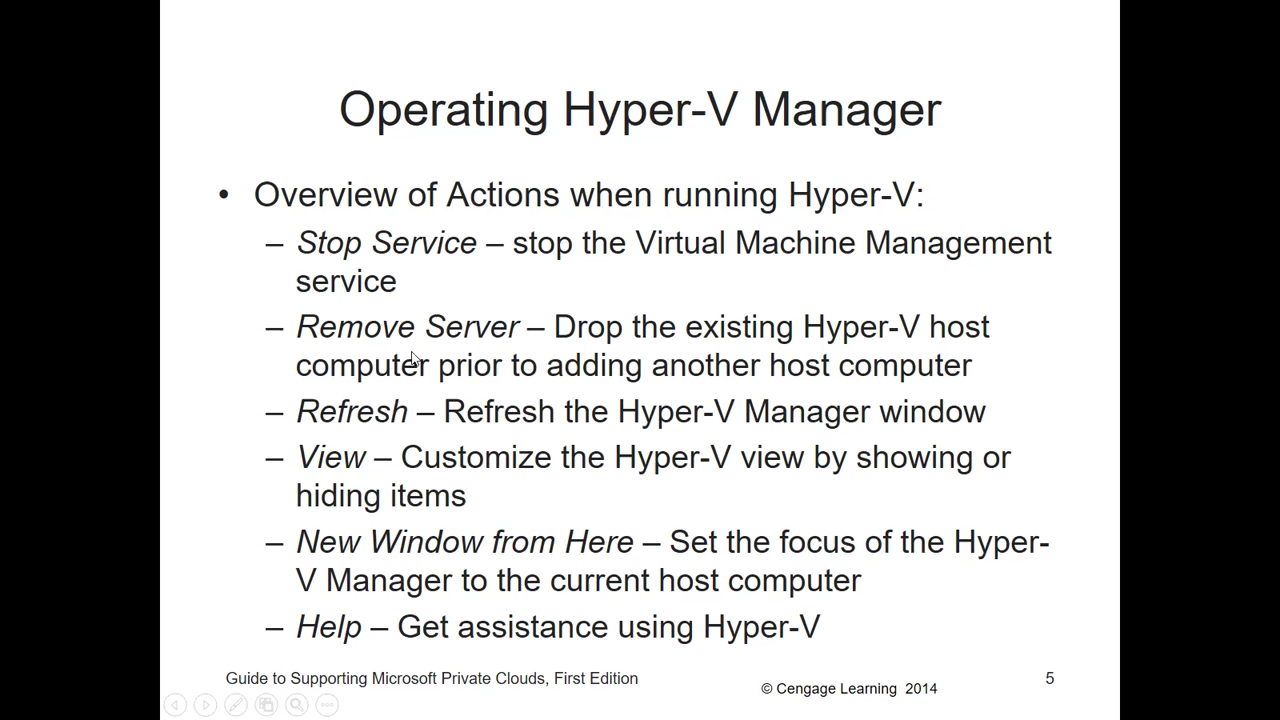 Operating Hyper-V Manager
• Overview of Actions when running Hyper-V:
– Stop Service – stop the Virtual Machine Management
service
– Remove Server – Drop the existing Hyper-V host
computer prior to adding another host computer
– Refresh – Refresh the Hyper-V Manager window
– View – Customize the Hyper-V view by showing or
hiding items
– New Window from Here – Set the focus of the Hyper-
V Manager to the current host computer
– Help – Get assistance using Hyper-V
Guide to Supporting Microsoft Private Clouds, First Edition
© Cengage Learning 2014
5